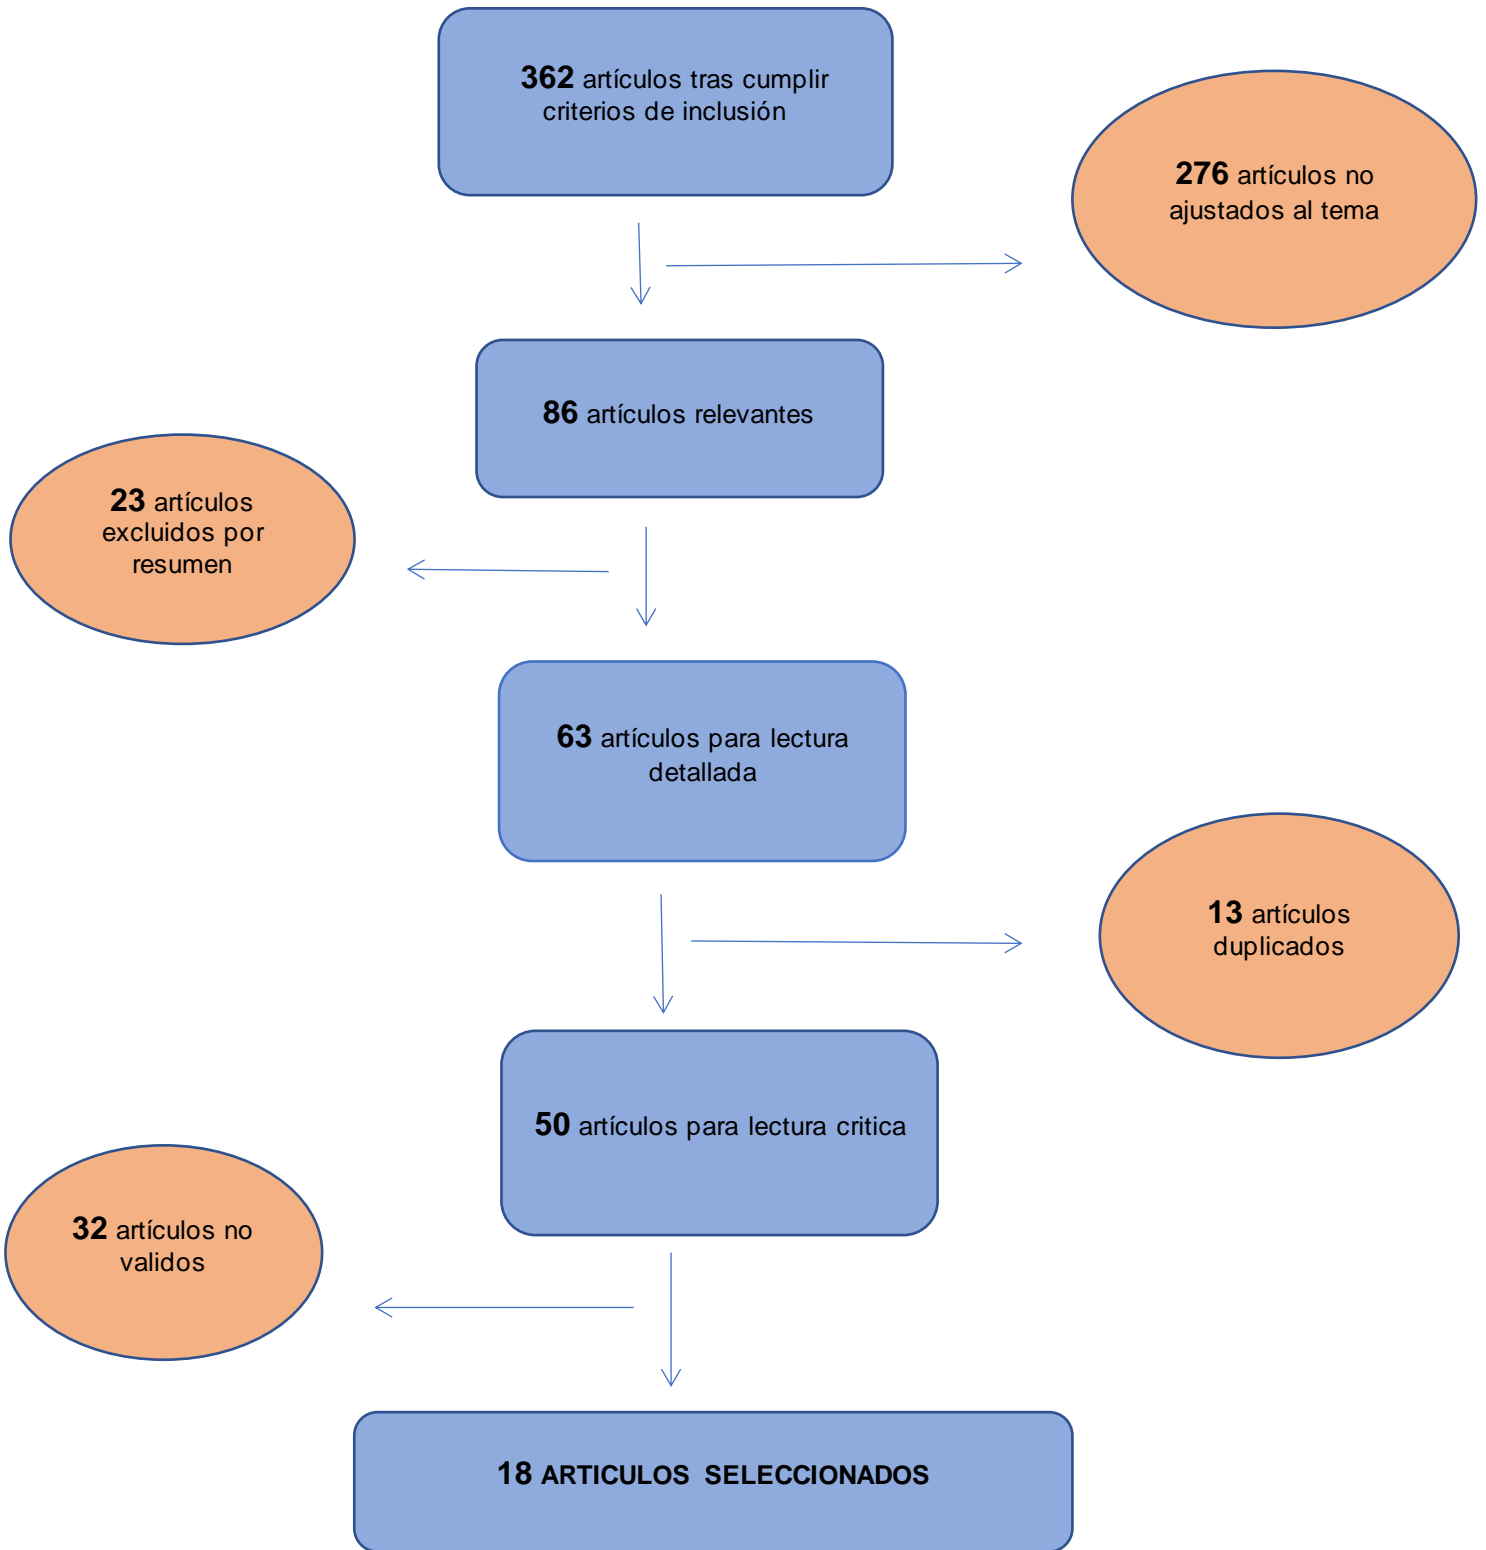 362 artículos tras cumplir
criterios de inclusión
276 artículos no
ajustados al tema
86 artículos relevantes
23 artículos
excluidos por
resumen
63 artículos para lectura
detallada
13 artículos
duplicados
50 artículos para lectura critica
32 artículos no
validos
18 ARTICULOS SELECCIONADOS